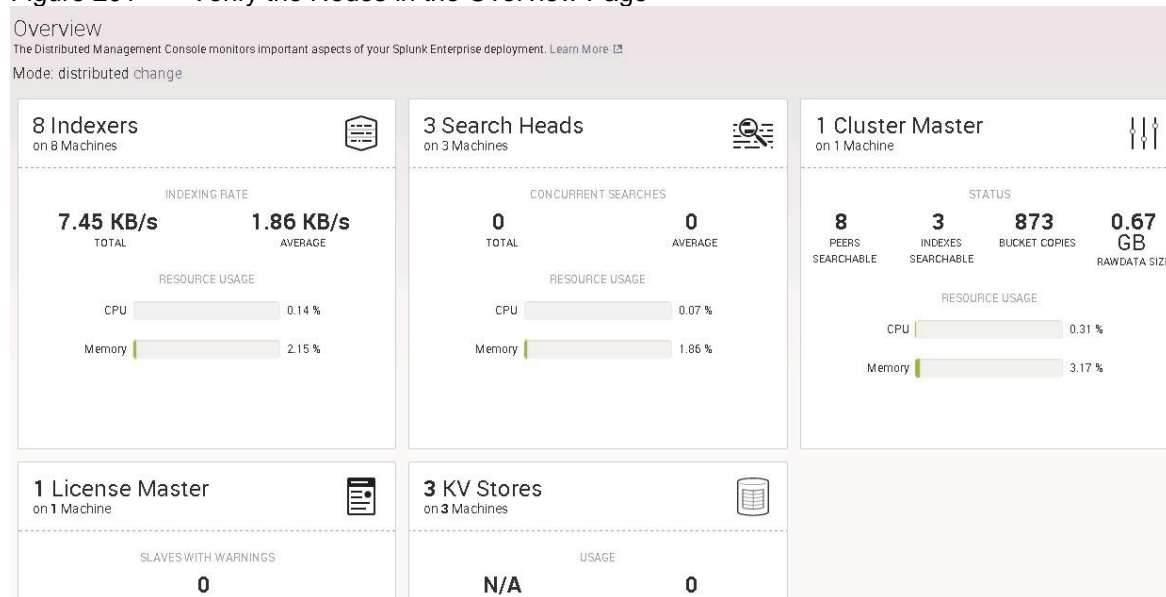 Overview
The Distributed Management Console monitors important aspects of your Splunk Enterprise deployment. Learn More
Mode: distributed change
8 Indexers
on 8 Machines
INDEXING RATE
7.45 KB/s
TOTAL
1.86 KB/s
AVERAGE
RESOURCE USAGE
CPU 0.14 %
Memory 2.15 %
3 Search Heads
on 3 Machines
CONCURRENT SEARCHES
0
TOTAL
0
AVERAGE
RESOURCE USAGE
CPU 0.07 %
Memory 1.86 %
1 Cluster Master
on 1 Machine
STATUS
8
PEERS
SEARCHABLE
3
INDEXES
SEARCHABLE
873
BUCKET COPIES
0.67
GB
RAWDATA SIZE
RESOURCE USAGE
CPU 0.31 %
Memory 3.17 %
1 License Master
on 1 Machine
SLAVES WITH WARNINGS
0
3 KV Stores
on 3 Machines
USAGE
N/A
0